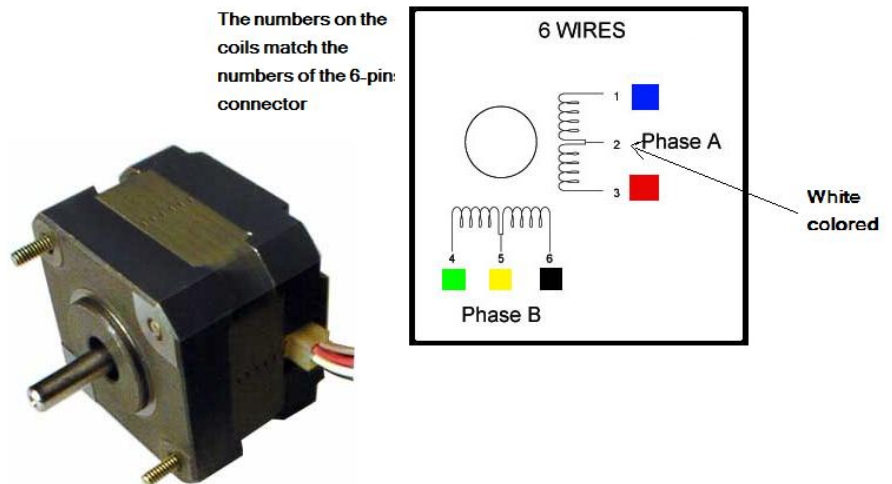 The numbers on the
coils match the
numbers of the 6-pin
connector
6 WIRES
1
2 Phase A
3
White
colored
4 5 6
Phase B